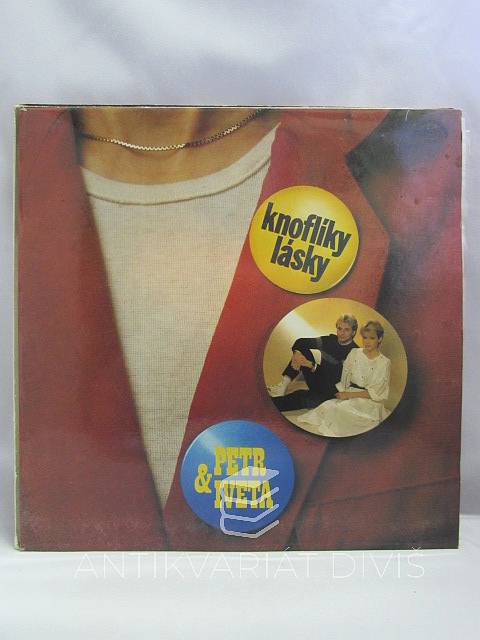 knoflíky
lásky
PETR
& IVETA
ANTIKVARIÁT DIVIŠ